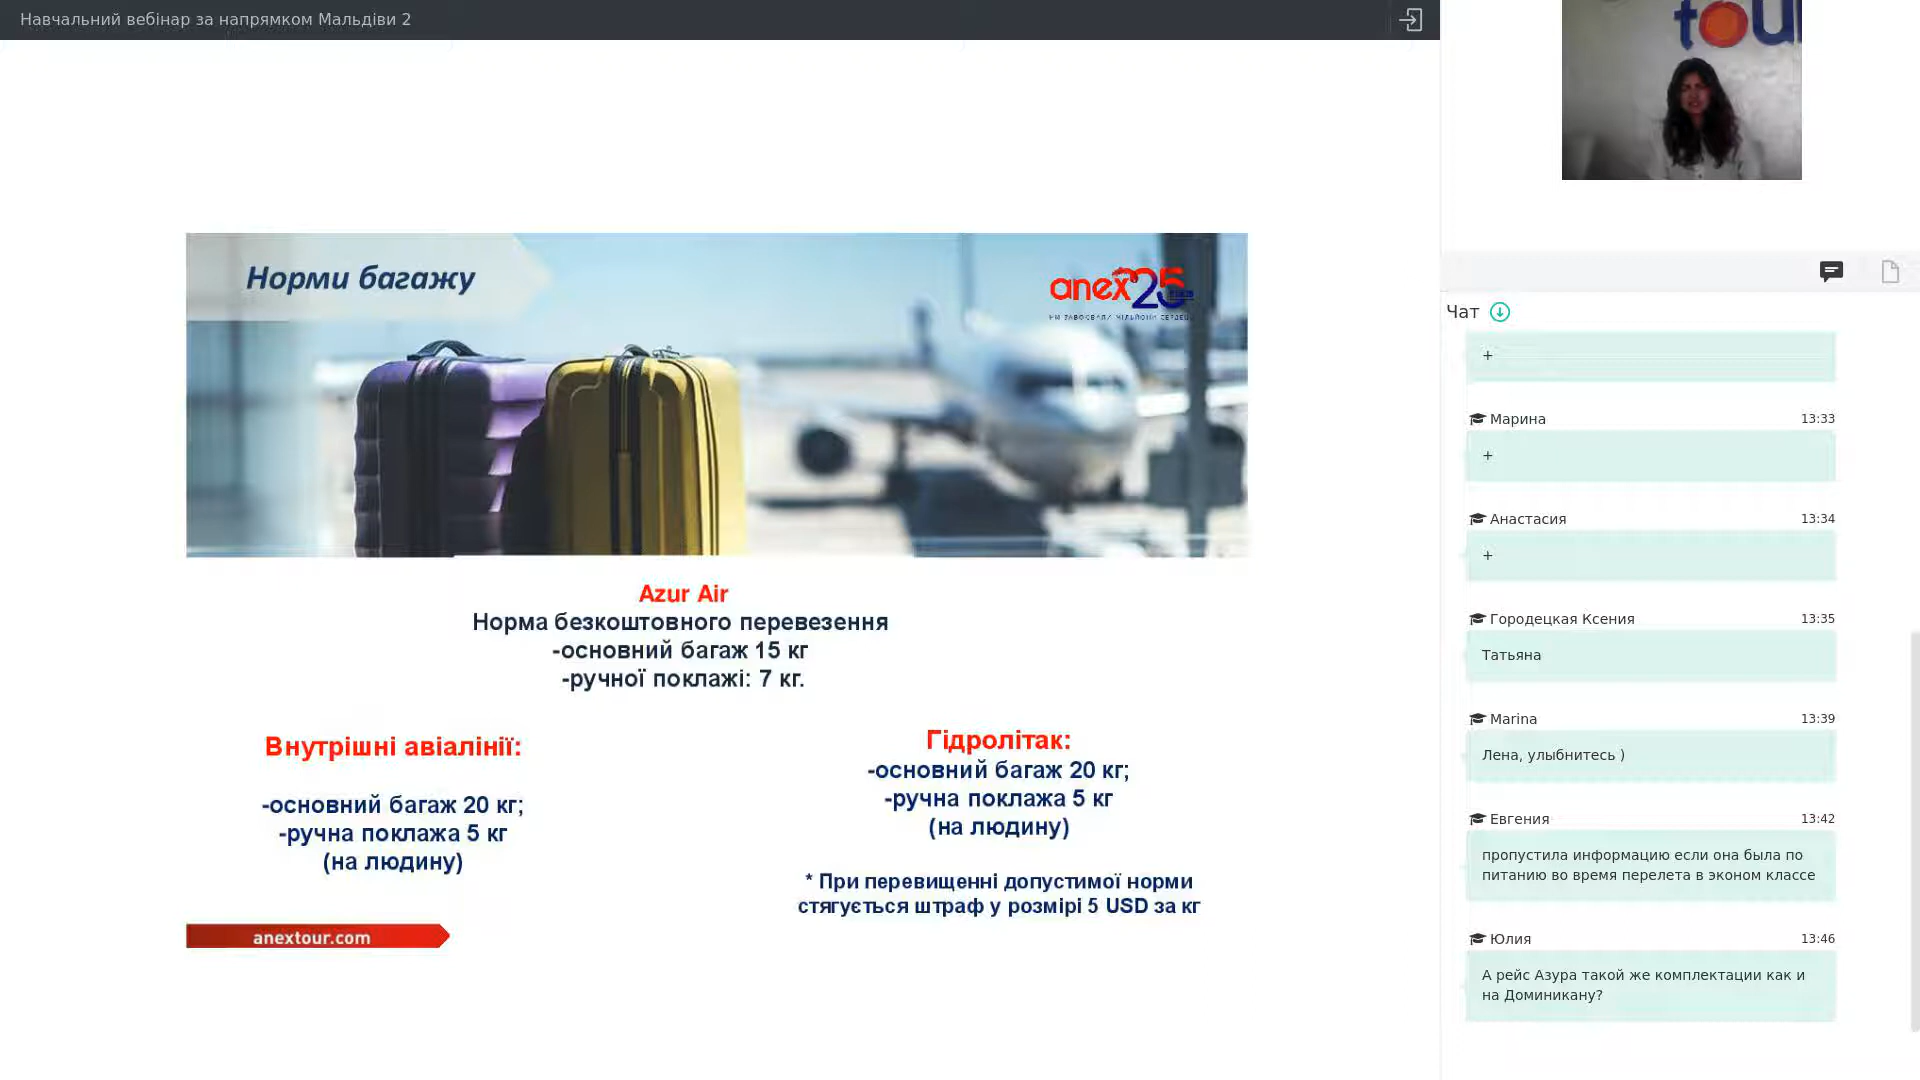 Навчальний вебінар за напрямком Мальдіви 2
tou
Норми багажу
anex 25
Azur Air
Норма безкоштовного перевезення
-основний багаж 15 кг
-ручної поклажі: 7 кг.
Внутрішні авіалінії:
-основний багаж 20 кг;
-ручна поклажа 5 кг
(на людину)
Гідролітак:
-основний багаж 20 кг;
-ручна поклажа 5 кг
(на людину)
* При перевищенні допустимої норми
стягується штраф у розмірі 5 USD за кг
anextour.com
Чат
+
Марина 13:33
+
Анастасия 13:34
+
Городецкая Ксения 13:35
Татьяна
Marina 13:39
Лена, улыбнитесь )
Евгения 13:42
пропустила информацию если она была по
питанию во время перелета в эконом классе
Юлия 13:46
А рейс Азура такой же комплектации как и
на Доминикану?